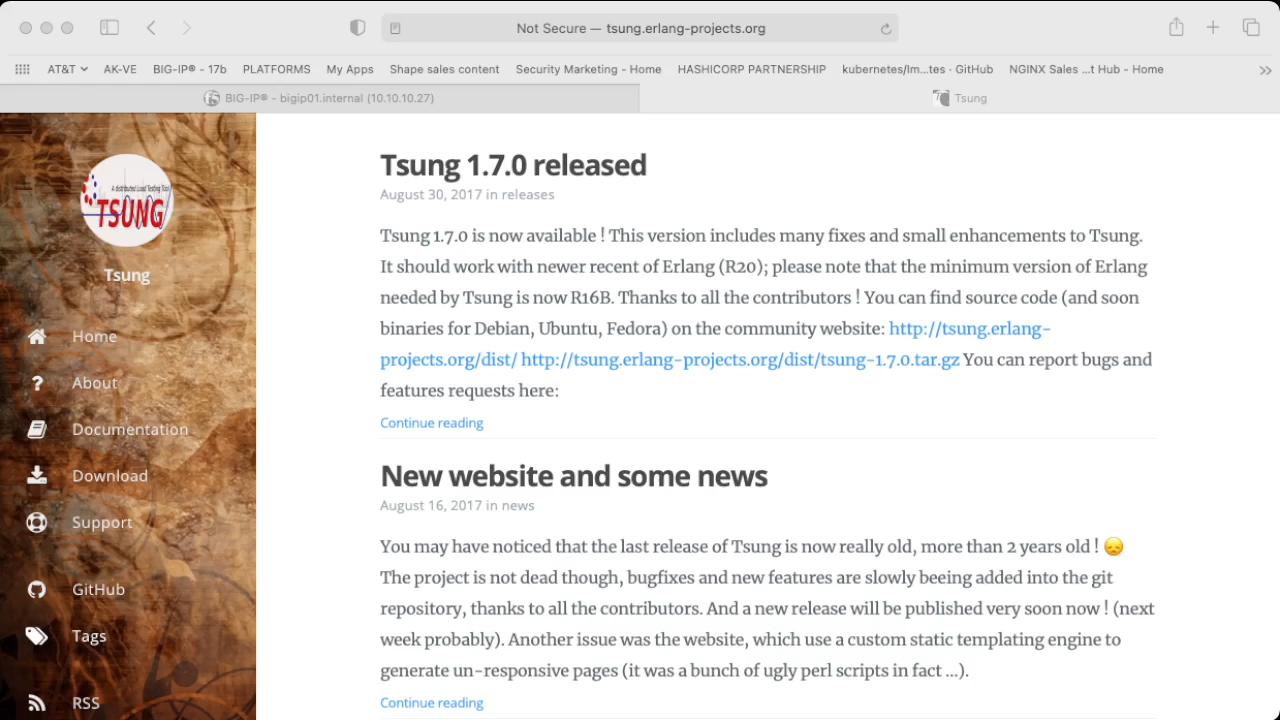 Not Secure — tsung.erlang-projects.org
AT&T AK-VE BIG-IP® - 17b PLATFORMS My Apps Shape sales content Security Marketing - Home HASHICORP PARTNERSHIP kubernetes/Im...tes · GitHub NGINX Sales ...t Hub - Home
BIG-IP® - bigip01.internal (10.10.10.27) Tsung
A distributed Load Testing Tool
TSUNG
Tsung
Home
About
Documentation
Download
Support
GitHub
Tags
RSS
Tsung 1.7.0 released
August 30, 2017 in releases
Tsung 1.7.0 is now available ! This version includes many fixes and small enhancements to Tsung.
It should work with newer recent of Erlang (R20); please note that the minimum version of Erlang
needed by Tsung is now R16B. Thanks to all the contributors ! You can find source code (and soon
binaries for Debian, Ubuntu, Fedora) on the community website: http://tsung.erlang-
projects.org/dist/ http://tsung.erlang-projects.org/dist/tsung-1.7.0.tar.gz You can report bugs and
features requests here:
Continue reading
New website and some news
August 16, 2017 in news
You may have noticed that the last release of Tsung is now really old, more than 2 years old ! 😞
The project is not dead though, bugfixes and new features are slowly beeing added into the git
repository, thanks to all the contributors. And a new release will be published very soon now ! (next
week probably). Another issue was the website, which use a custom static templating engine to
generate un-responsive pages (it was a bunch of ugly perl scripts in fact ...).
Continue reading